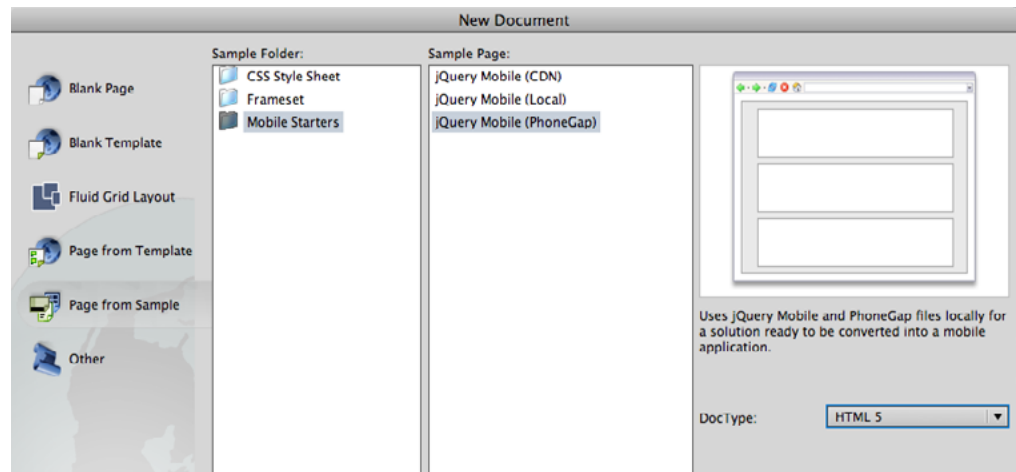 New Document
Blank Page
Blank Template
Fluid Grid Layout
Page from Template
Page from Sample
Other
Sample Folder:
CSS Style Sheet
Frameset
Mobile Starters
Sample Page:
jQuery Mobile (CDN)
jQuery Mobile (Local)
jQuery Mobile (PhoneGap)
Uses jQuery Mobile and PhoneGap files locally for
a solution ready to be converted into a mobile
application.
DocType:
HTML 5